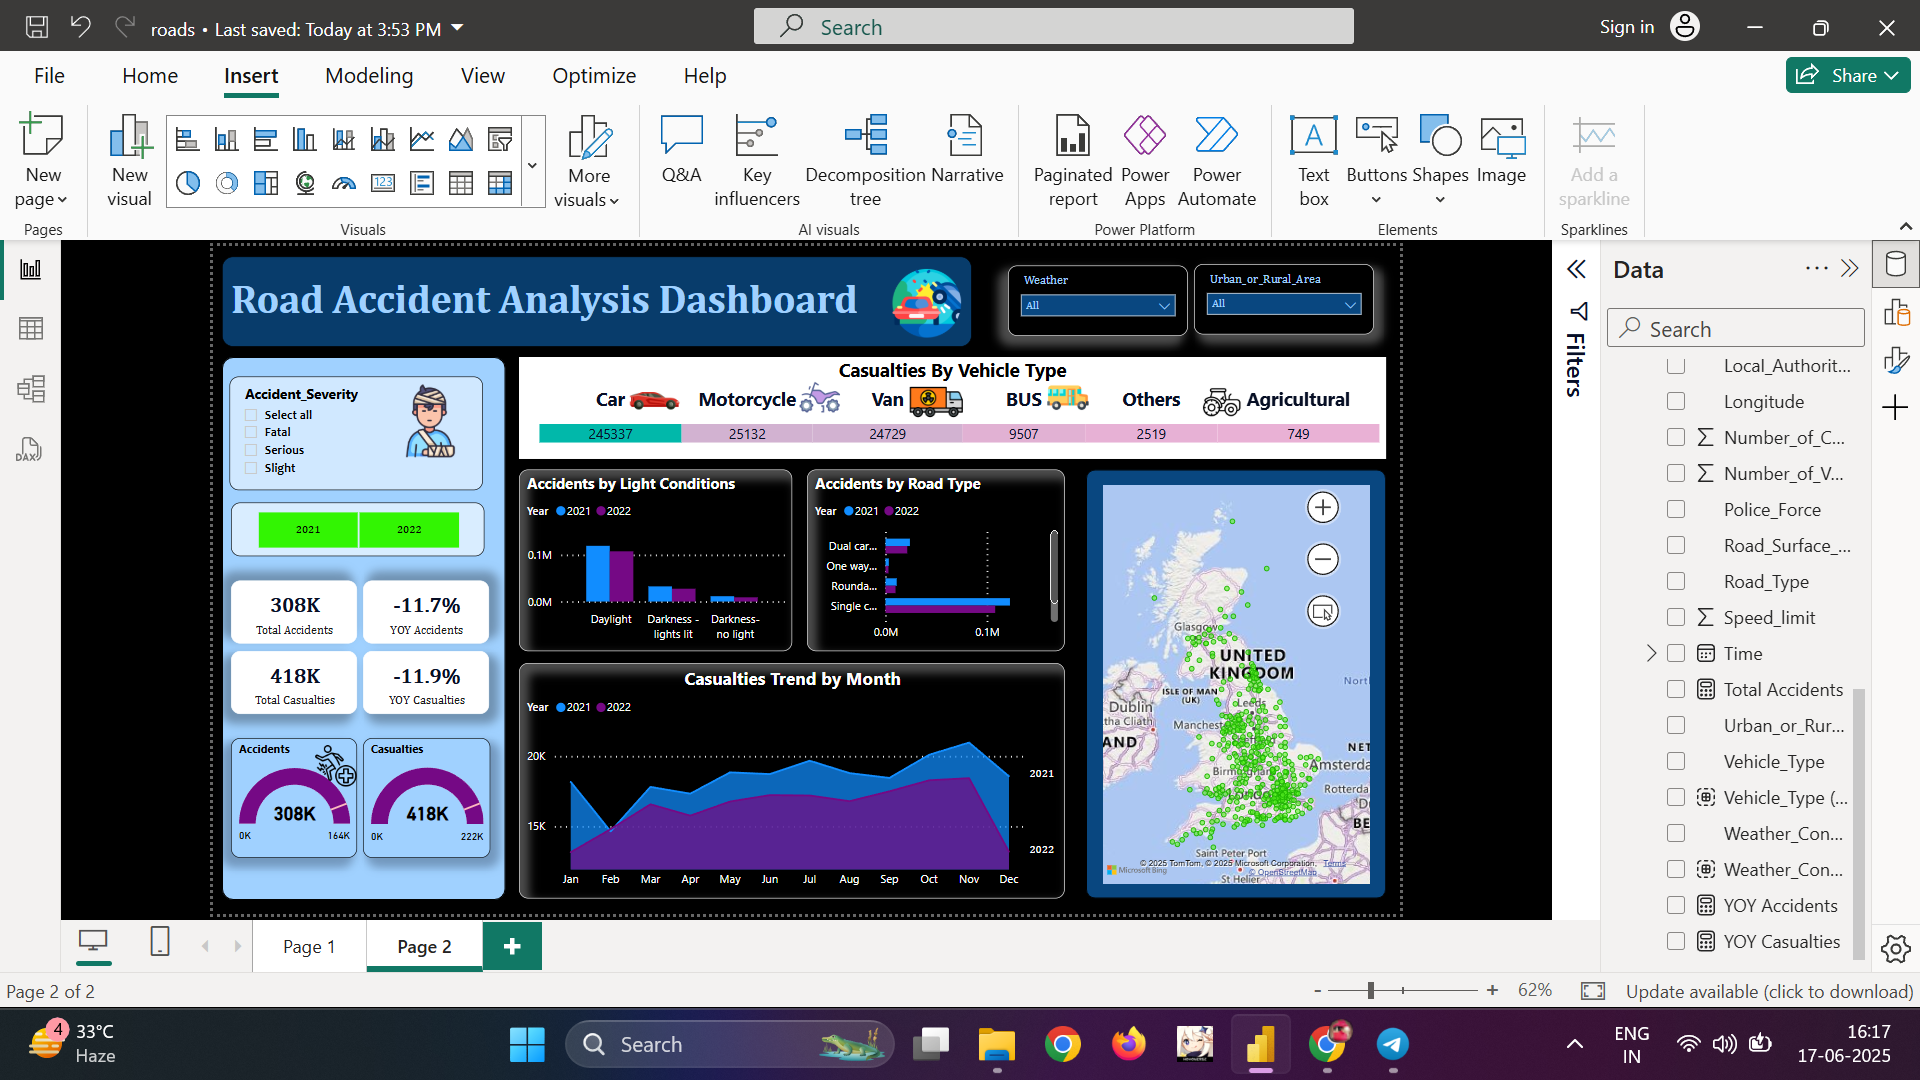 roads • Last saved: Today at 3:53 PM
Search
Sign in
File Home Insert Modeling View Optimize Help
Share
New page
New visual
More visuals
Q&A
Key influencers
Decomposition tree
Narrative
Paginated report
Power Apps
Power Automate
Text box
Buttons
Shapes
Image
Add a sparkline
Pages
Visuals
AI visuals
Power Platform
Elements
Sparklines
Road Accident Analysis Dashboard
Weather
All
Urban_or_Rural_Area
All
Accident_Severity
Select all
Fatal
Serious
Slight
2021 2022
308K
Total Accidents
-11.7%
YOY Accidents
418K
Total Casualties
-11.9%
YOY Casualties
Accidents
308K
0K 164K
Casualties
418K
0K 222K
Casualties By Vehicle Type
Car Motorcycle Van BUS Others Agricultural
245337 25132 24729 9507 2519 749
Accidents by Light Conditions
Year 2021 2022
0.1M
0.0M
Daylight
Darkness - lights lit
Darkness- no light
Accidents by Road Type
Year 2021 2022
Dual car...
One way...
Rounda...
Single c...
0.0M 0.1M
Casualties Trend by Month
Year 2021 2022
20K
15K
2021
2022
Jan Feb Mar Apr May Jun Jul Aug Sep Oct Nov Dec
Glasgow
UNITED
KINGDOM
North
ISLE OF MAN
(UK)
Leeds
Dublin
tha Cliath
Manchest
AND
NET
Amsterda
Birmingham
Rotterda
London
BE
Saint Peter Port
© 2025 TomTom, © 2025 Microsoft Corporation, Terms
Microsoft Bing
© OpenStreetMap
St Helier
Filters
Data
Search
Local_Authorit...
Longitude
Number_of_C...
Number_of_V...
Police_Force
Road_Surface_...
Road_Type
Speed_limit
Time
Total Accidents
Urban_or_Rur...
Vehicle_Type
Vehicle_Type (...
Weather_Con...
Weather_Con...
YOY Accidents
YOY Casualties
DAX
Page 1
Page 2
Page 2 of 2
62%
Update available (click to download)
4
33°C
Haze
Search
ENG
IN
16:17
17-06-2025